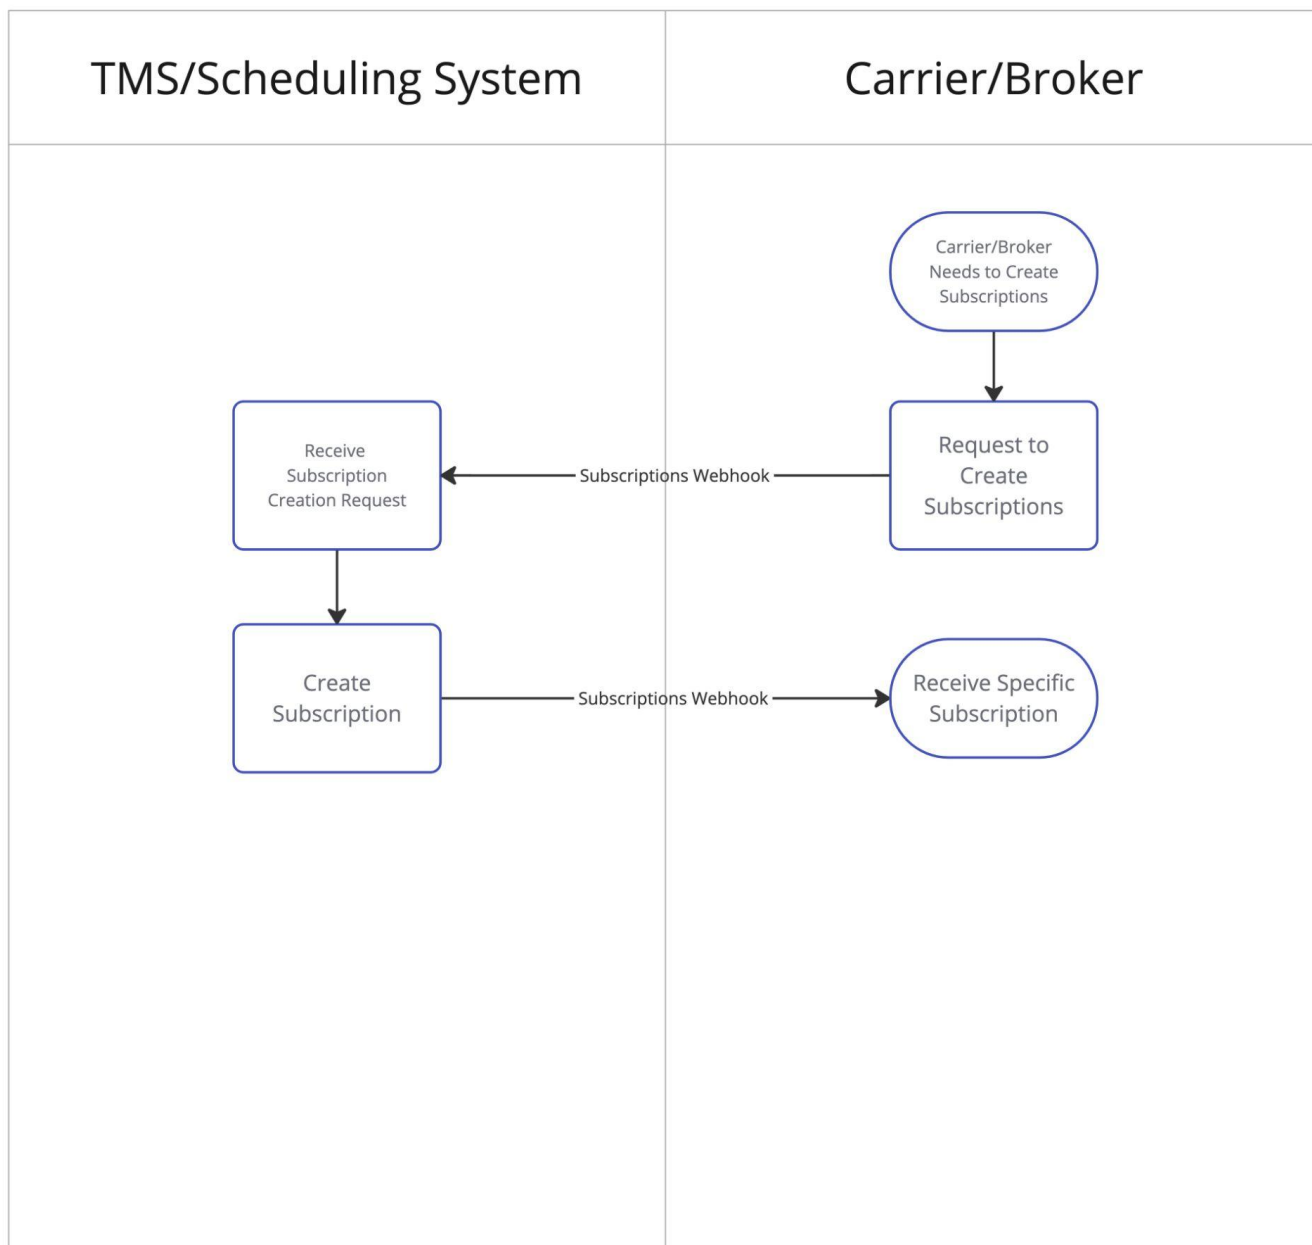 TMS/Scheduling System
Carrier/Broker
Carrier/Broker
Needs to Create
Subscriptions
Request to
Create
Subscriptions
Subscriptions Webhook
Receive
Subscription
Creation Request
Create
Subscription
Subscriptions Webhook
Receive Specific
Subscription